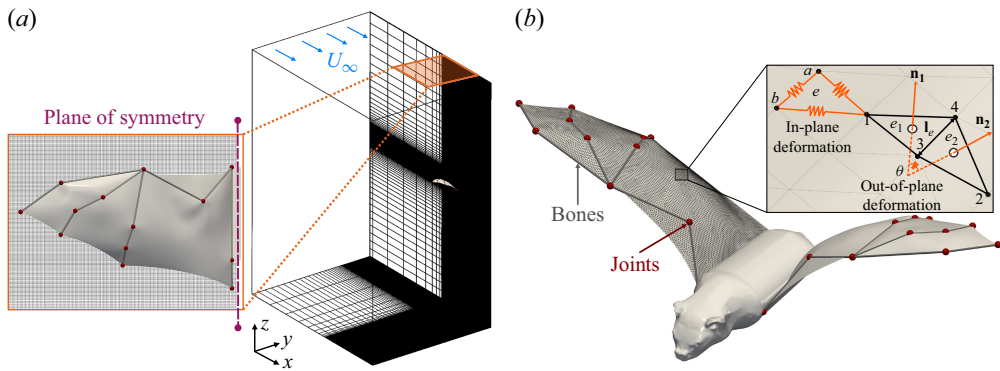 (a)
U∞
Plane of symmetry
z
y
x
(b)
a
e
b
In-plane
deformation
1
n1
4
e1
le
e2
n2
3
θ
Out-of-plane
deformation
2
Bones
Joints